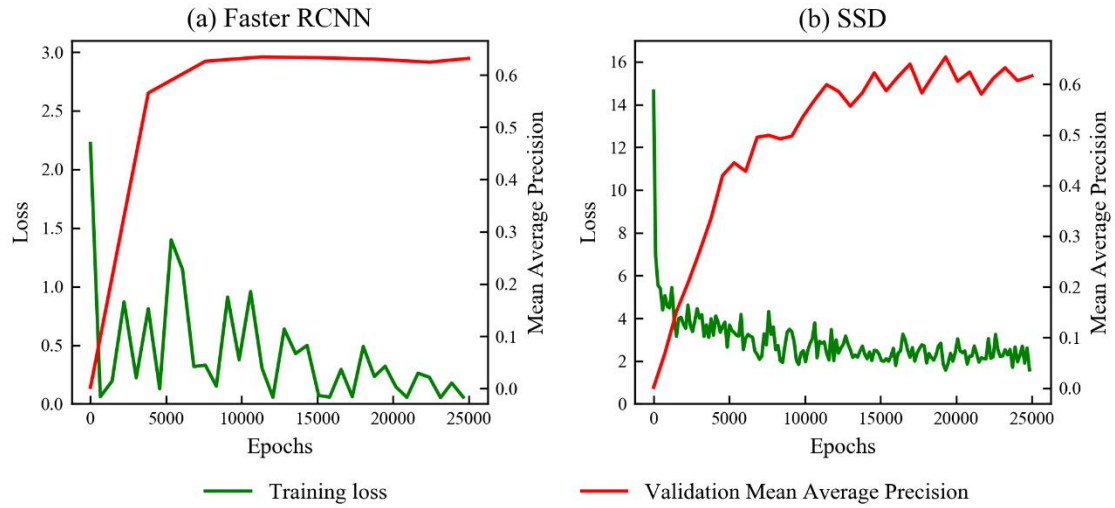 (a) Faster RCNN
3.0
2.5
2.0
1.5
1.0
0.5
0.0
Loss
0.6
0.5
0.4
0.3
0.2
0.1
0.0
Mean Average Precision
0 5000 10000 15000 20000 25000
Epochs
(b) SSD
16
14
12
10
8
6
4
2
0
Loss
0.6
0.5
0.4
0.3
0.2
0.1
0.0
Mean Average Precision
0 5000 10000 15000 20000 25000
Epochs
Training loss
Validation Mean Average Precision